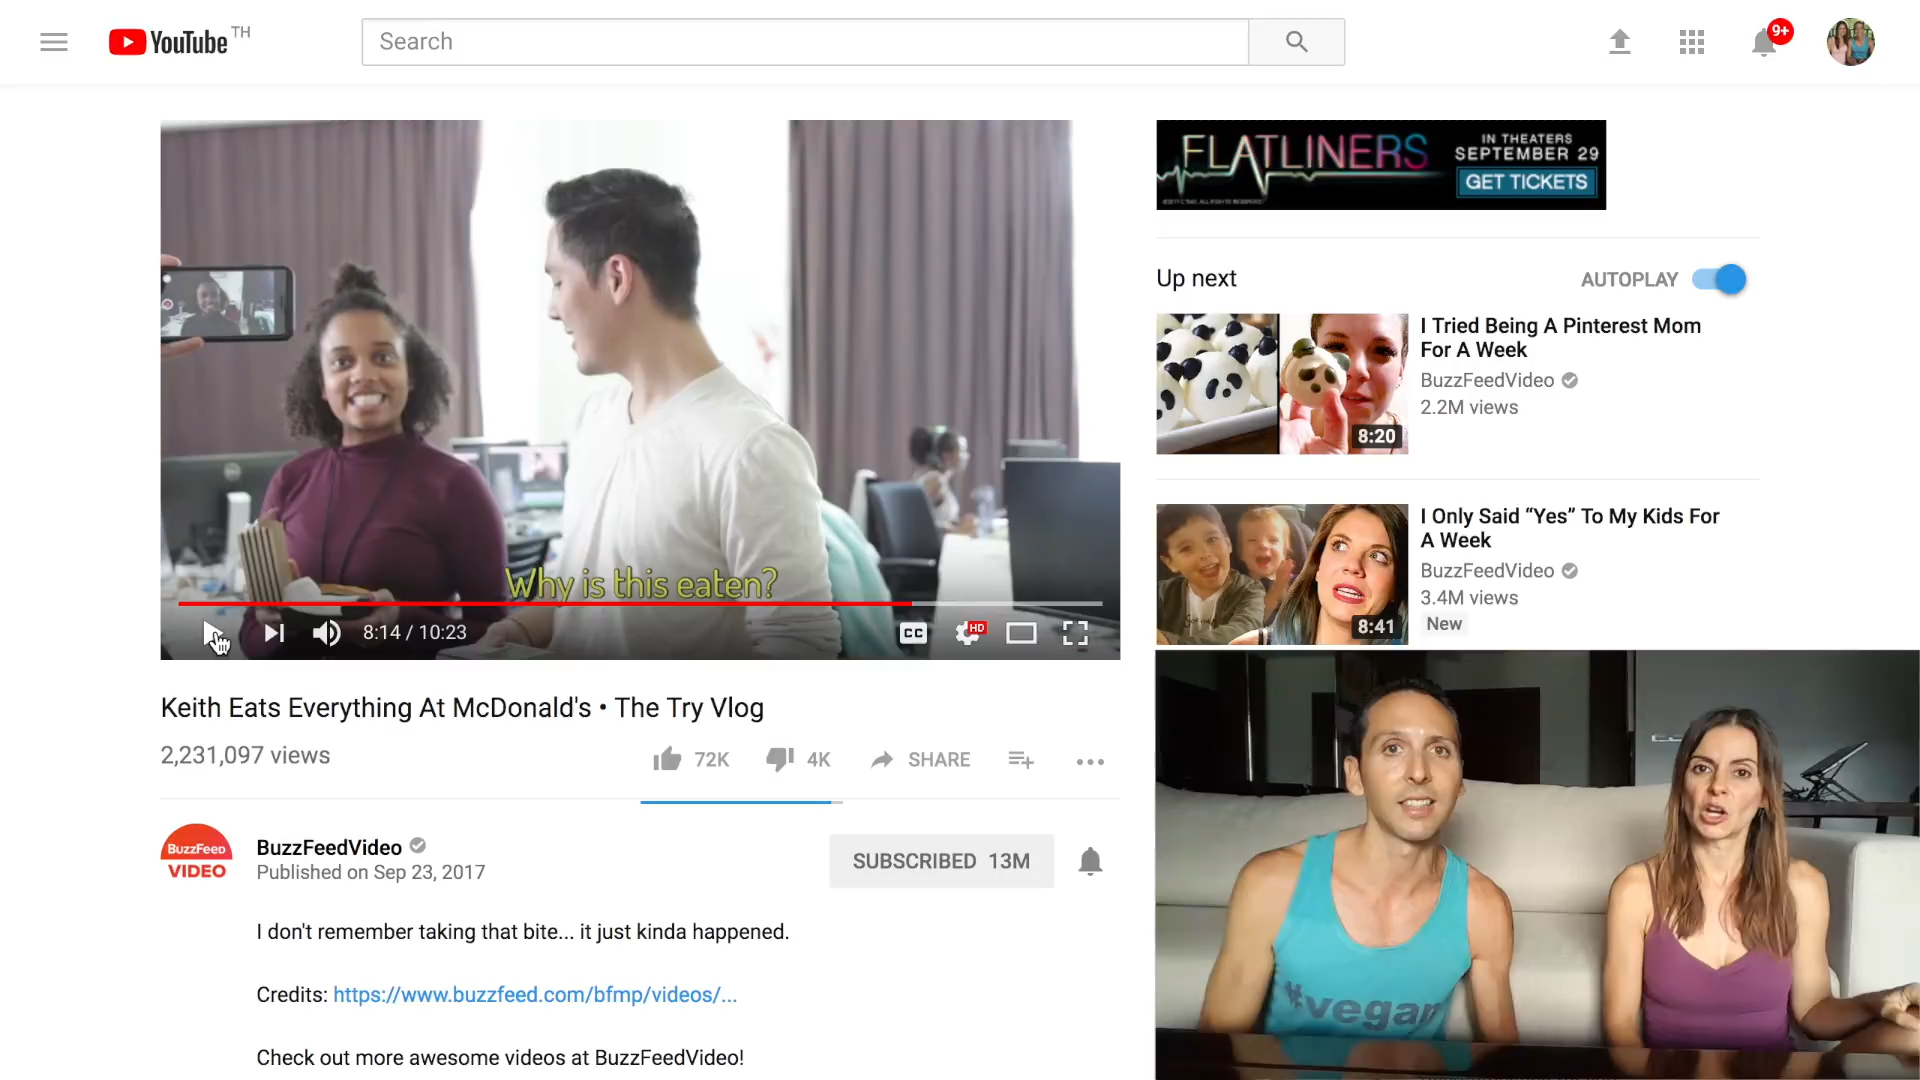 YouTube TH
Search
9+
FLATLINERS
IN THEATERS
SEPTEMBER 29
GET TICKETS
Up next
AUTOPLAY
I Tried Being A Pinterest Mom
For A Week
BuzzFeedVideo
2.2M views
8:20
I Only Said “Yes” To My Kids For
A Week
BuzzFeedVideo
3.4M views
New
8:41
Why is this eaten?
8:14 / 10:23
CC
HD
Keith Eats Everything At McDonald's • The Try Vlog
2,231,097 views
72K
4K
SHARE
BuzzFeed
VIDEO
BuzzFeedVideo
Published on Sep 23, 2017
SUBSCRIBED 13M
I don't remember taking that bite... it just kinda happened.
Credits: https://www.buzzfeed.com/bfmp/videos/...
Check out more awesome videos at BuzzFeedVideo!
#vegan